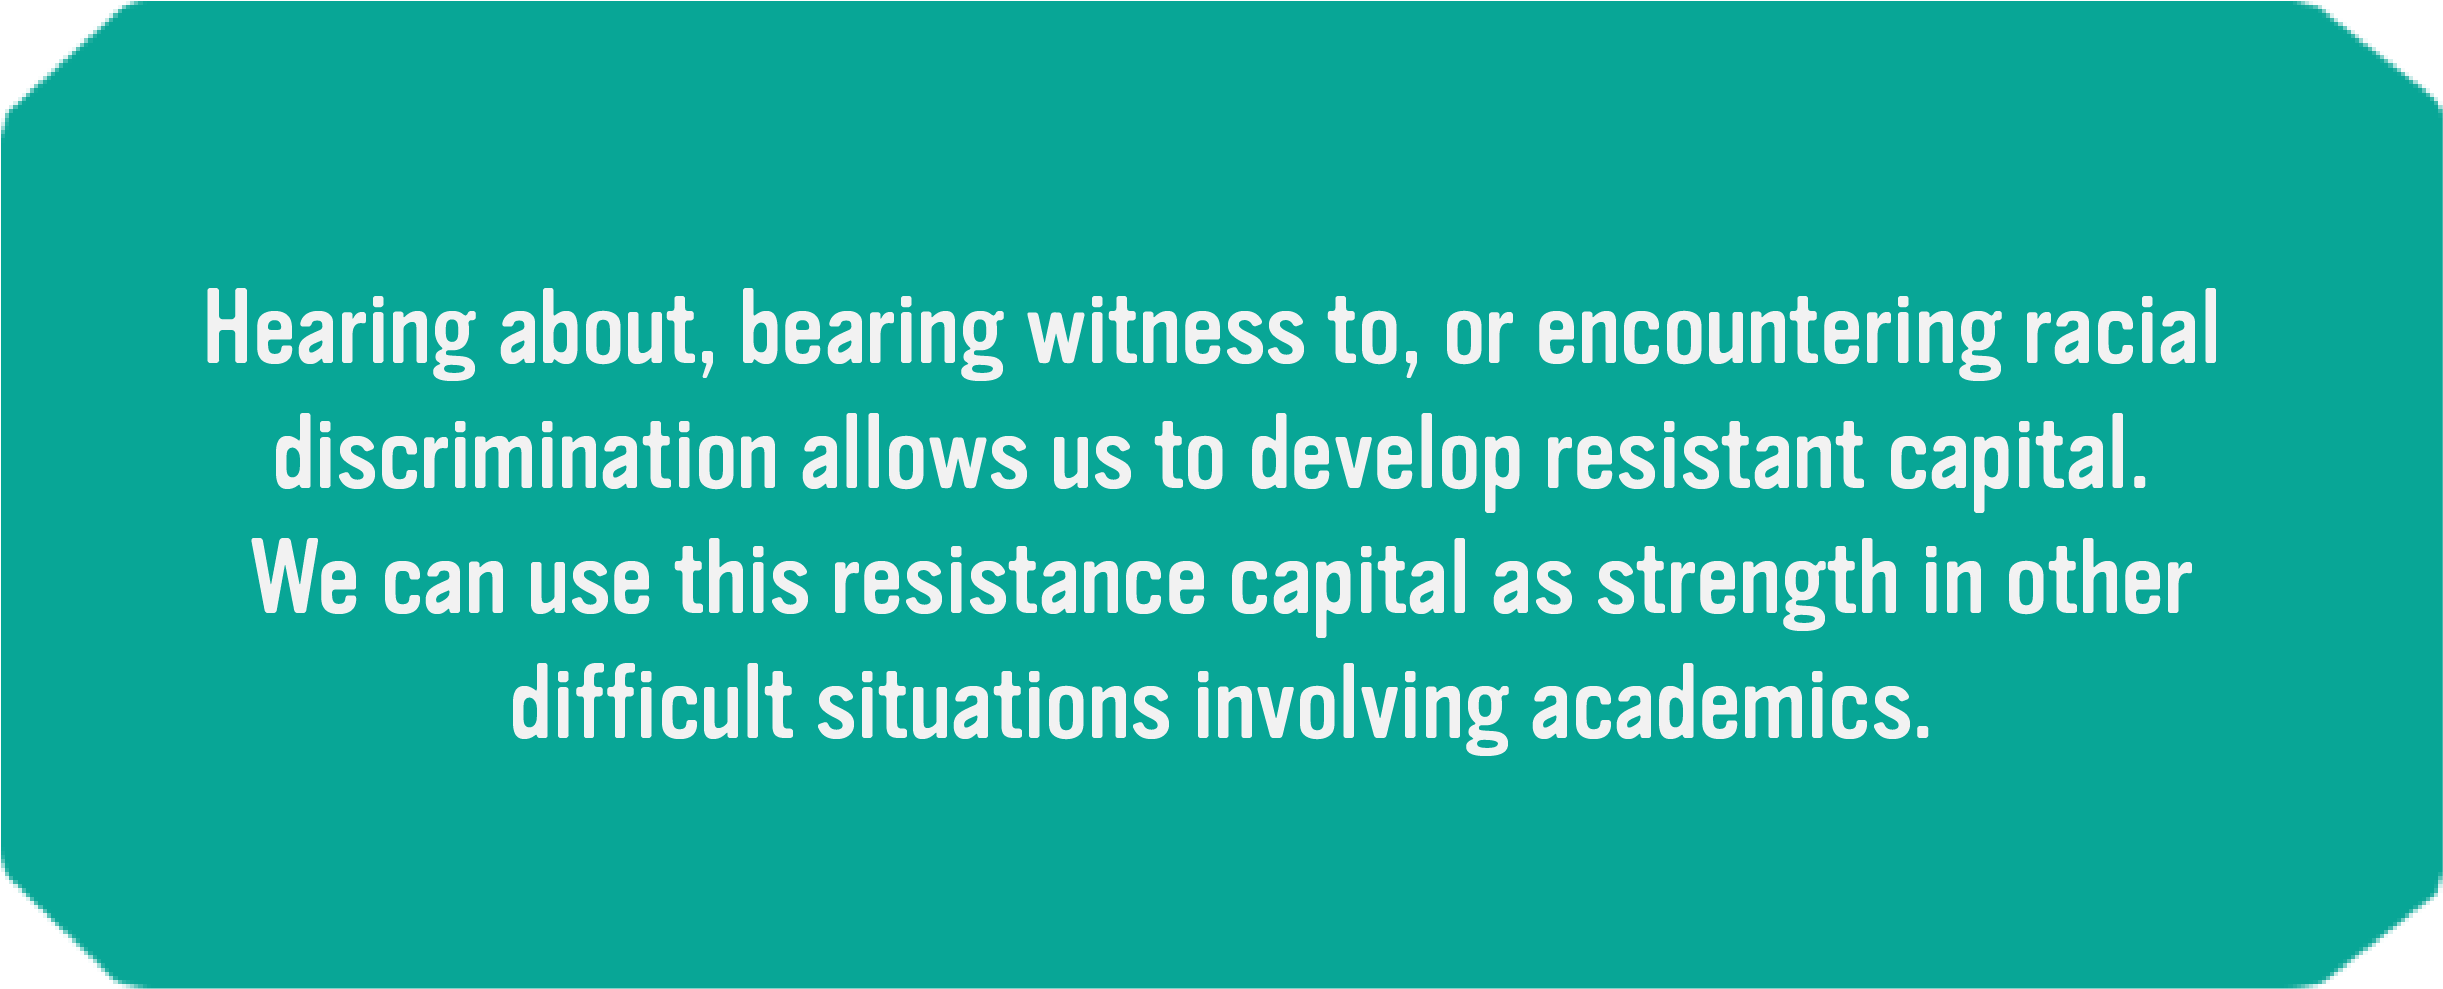 Hearing about, bearing witness to, or encountering racial
discrimination allows us to develop resistant capital.
We can use this resistance capital as strength in other
difficult situations involving academics.